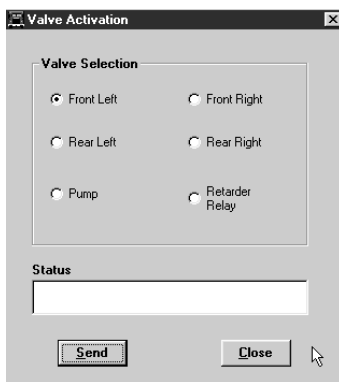 Valve Activation
Valve Selection
Front Left
Front Right
Rear Left
Rear Right
Pump
Retarder
Relay
Status
Send
Close